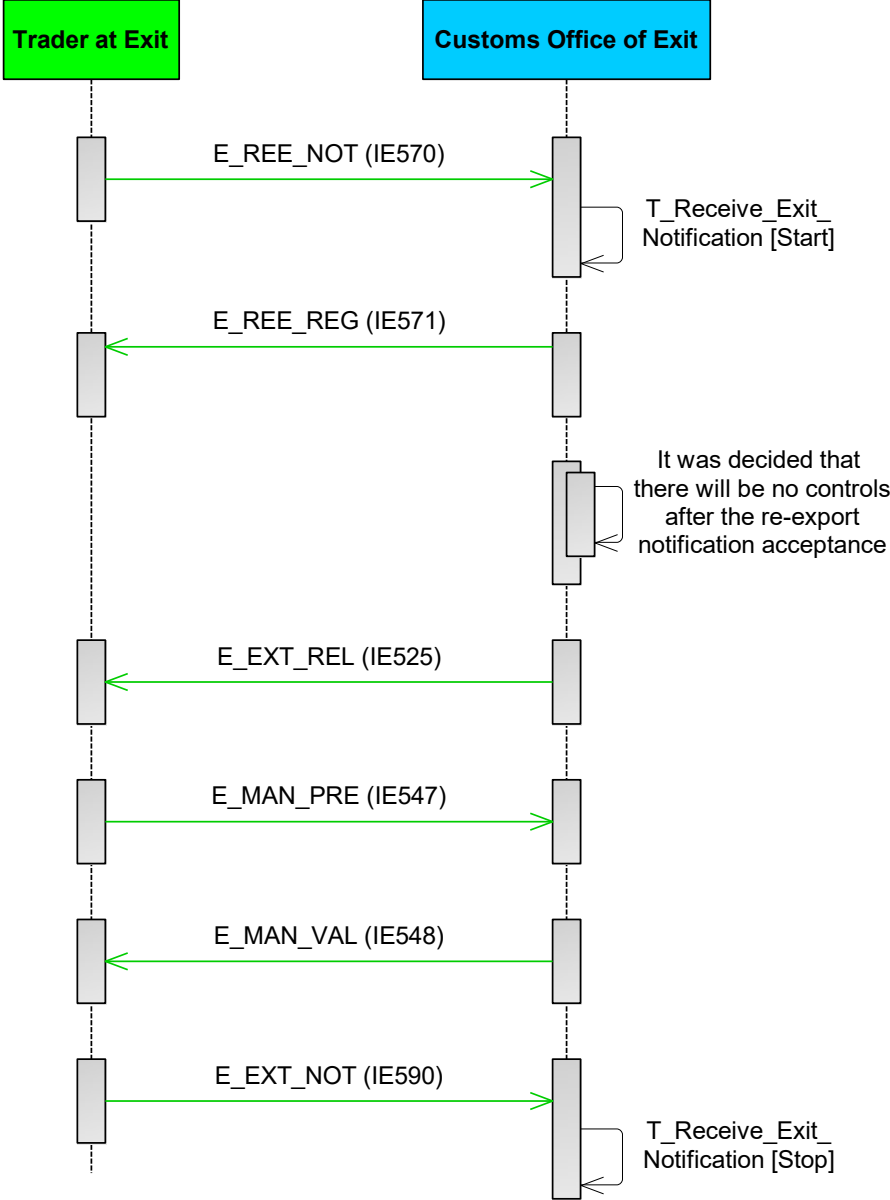 Trader at Exit
Customs Office of Exit
E_REE_NOT (IE570)
T_Receive_Exit_
Notification [Start]
E_REE_REG (IE571)
It was decided that
there will be no controls
after the re-export
notification acceptance
E_EXT_REL (IE525)
E_MAN_PRE (IE547)
E_MAN_VAL (IE548)
E_EXT_NOT (IE590)
T_Receive_Exit_
Notification [Stop]